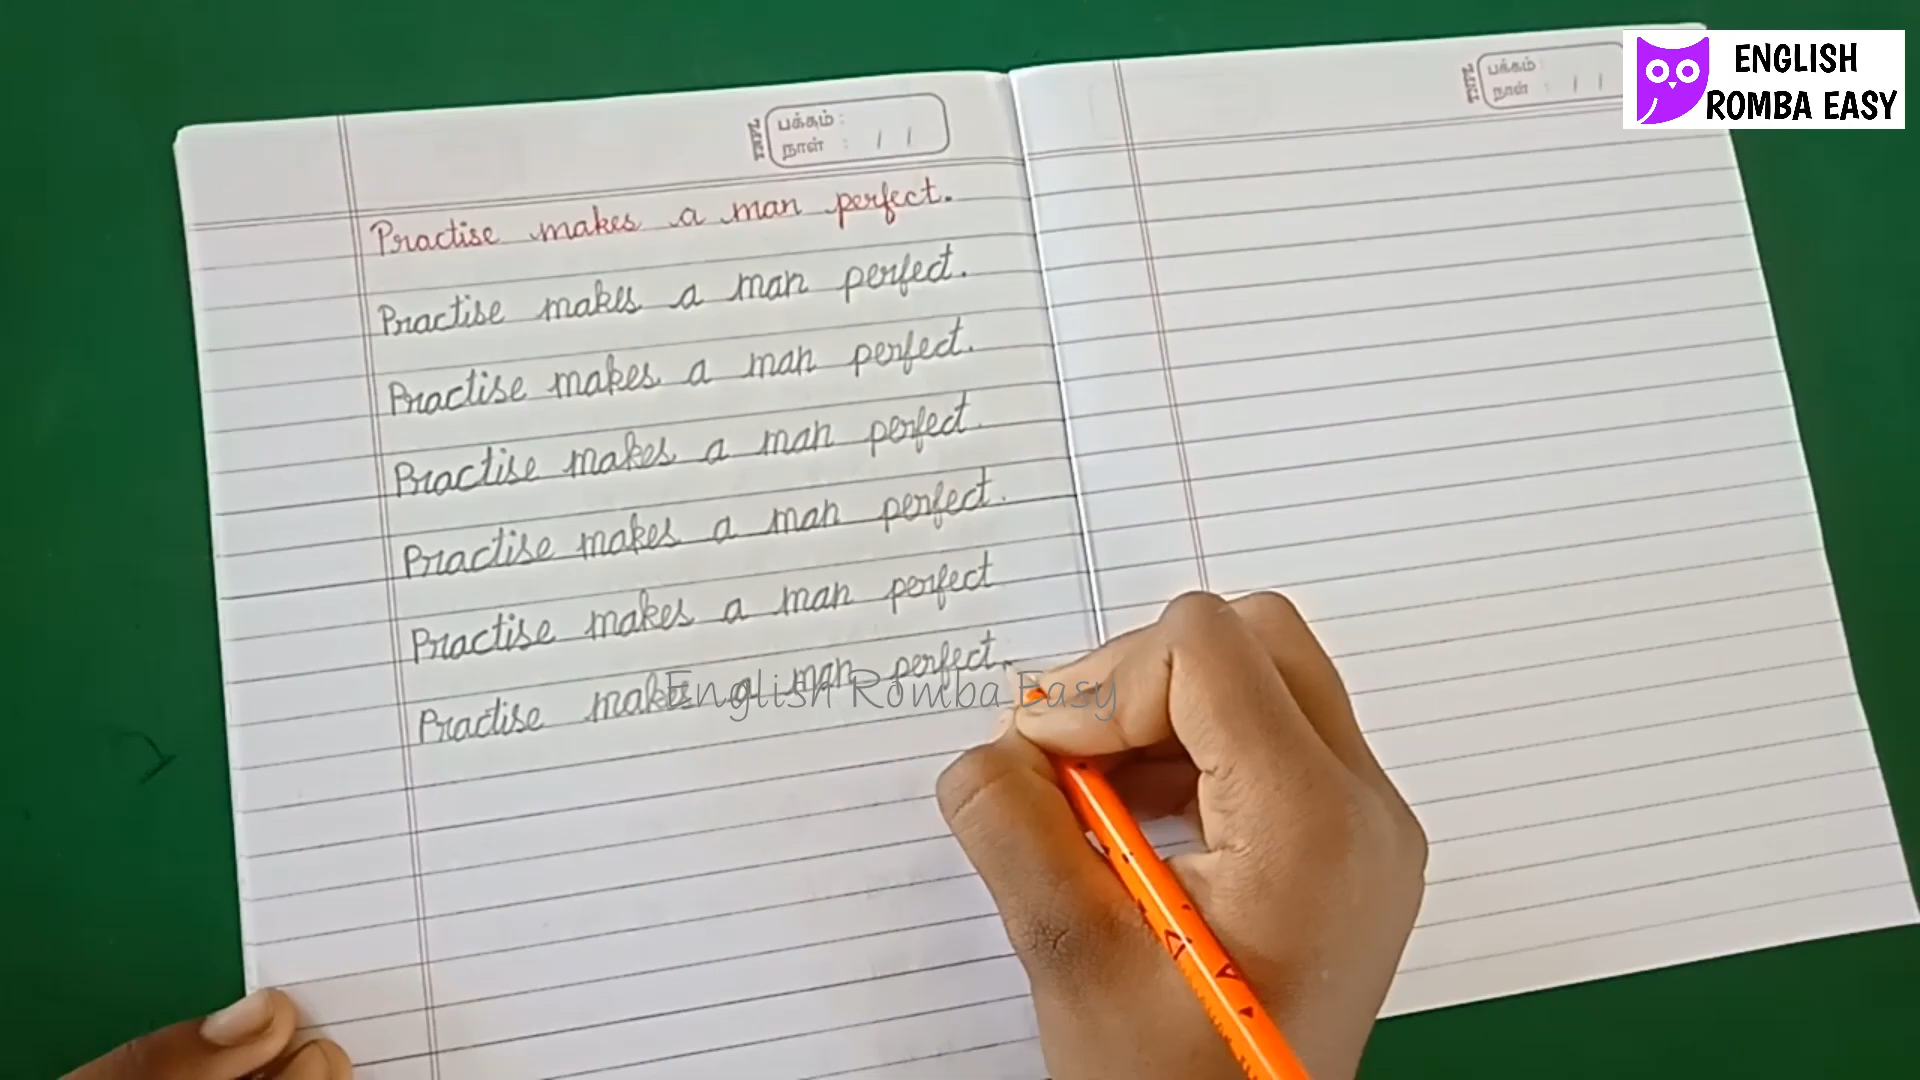 ENGLISH
ROMBA EASY
பக்கம் :
நாள் : / /
பக்கம் :
நாள் : / /
Practise makes a man perfect.
Practise makes a man perfect.
Practise makes a man perfect.
Practise makes a man perfect.
Practise makes a man perfect.
Practise makes a man perfect
Practise makes a man perfect.
English Romba Easy